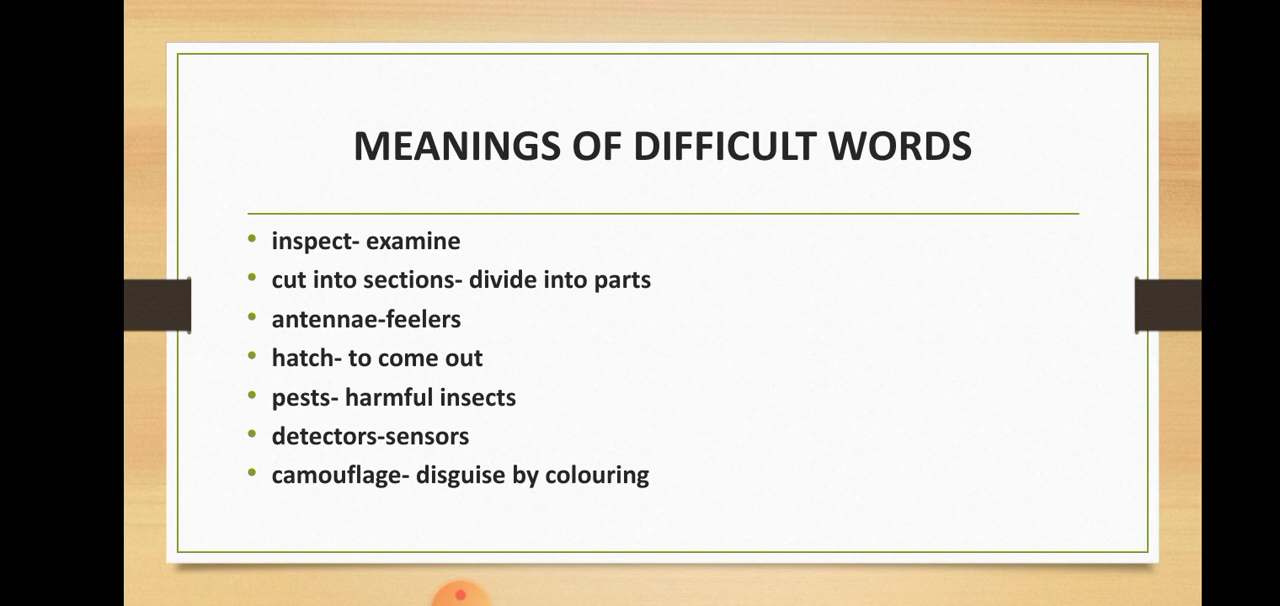 MEANINGS OF DIFFICULT WORDS
• inspect- examine
• cut into sections- divide into parts
• antennae-feelers
• hatch- to come out
• pests- harmful insects
• detectors-sensors
• camouflage- disguise by colouring